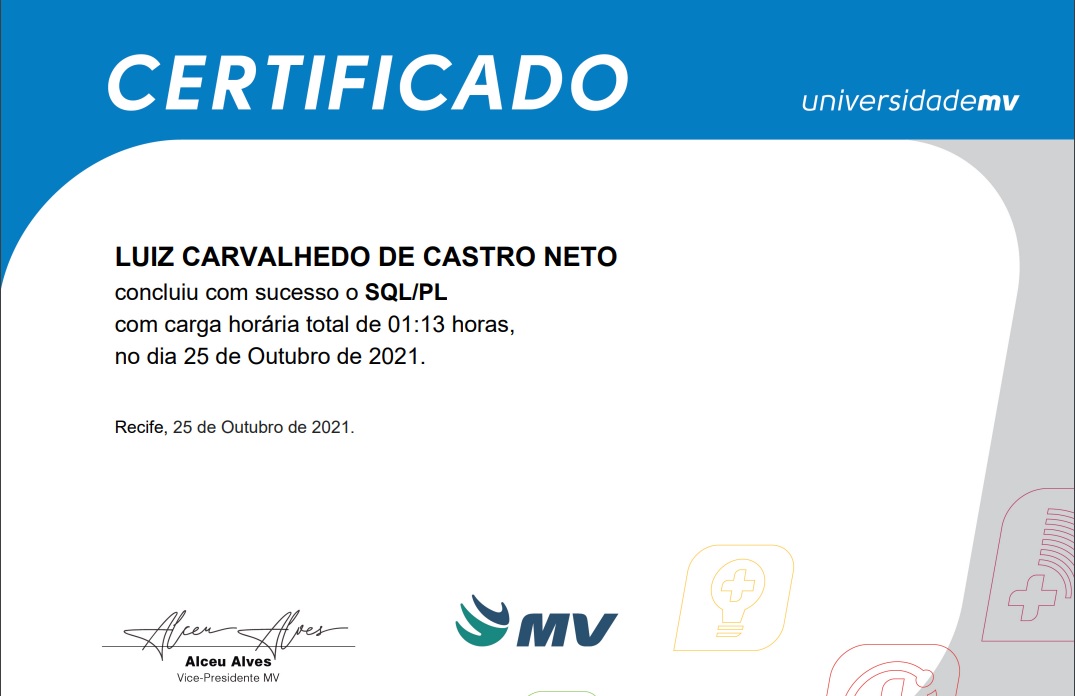 CERTIFICADO
universidademv
LUIZ CARVALHEDO DE CASTRO NETO
concluiu com sucesso o SQL/PL
com carga horária total de 01:13 horas,
no dia 25 de Outubro de 2021.
Recife, 25 de Outubro de 2021.
Alceu Alves
Alceu Alves
Vice-Presidente MV
MV